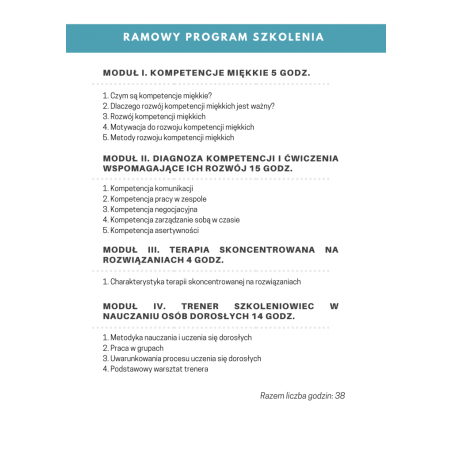 RAMOWY PROGRAM SZKOLENIA
MODUŁ I. KOMPETENCJE MIĘKKIE 5 GODZ.
1. Czym są kompetencje miękkie?
2. Dlaczego rozwój kompetencji miękkich jest ważny?
3. Rozwój kompetencji miękkich
4. Motywacja do rozwoju kompetencji miękkich
5. Metody rozwoju kompetencji miękkich
MODUŁ II. DIAGNOZA KOMPETENCJI I ĆWICZENIA
WSPOMAGAJĄCE ICH ROZWÓJ 15 GODZ.
1. Kompetencja komunikacji
2. Kompetencja pracy w zespole
3. Kompetencja negocjacyjna
4. Kompetencja zarządzanie sobą w czasie
5. Kompetencja asertywności
MODUŁ III. TERAPIA SKONCENTROWANA NA
ROZWIĄZANIACH 4 GODZ.
1. Charakterystyka terapii skoncentrowanej na rozwiązaniach
MODUŁ IV. TRENER SZKOLENIOWIEC W
NAUCZANIU OSÓB DOROSŁYCH 14 GODZ.
1. Metodyka nauczania i uczenia się dorosłych
2. Praca w grupach
3. Uwarunkowania procesu uczenia się dorosłych
4. Podstawowy warsztat trenera
Razem liczba godzin: 38